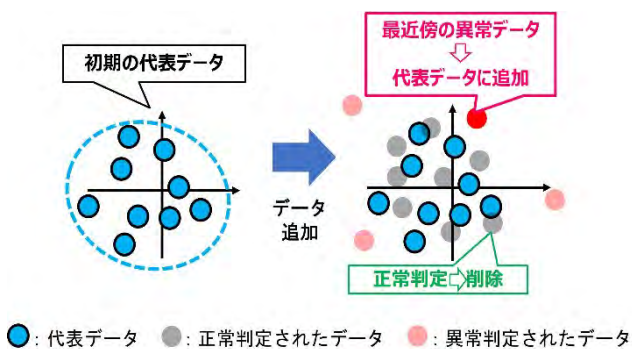 初期の代表データ
最近傍の異常データ
⇩
代表データに追加
データ
追加
正常判定⇨削除
：代表データ
：正常判定されたデータ
：異常判定されたデータ